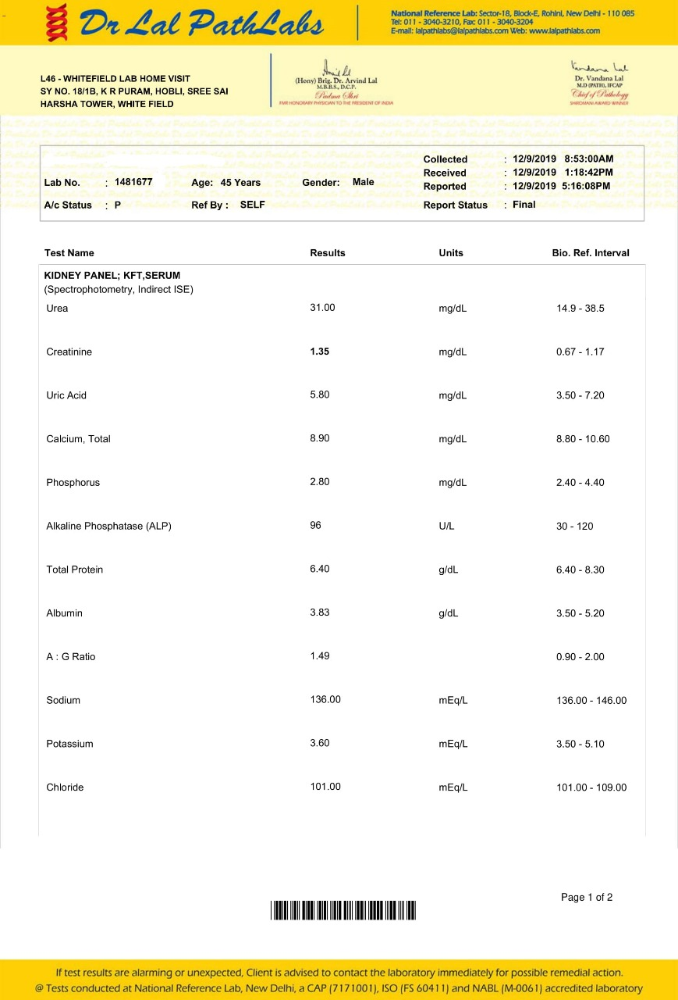 Dr Lal PathLabs
National Reference Lab: Sector-18, Block-E, Rohini, New Delhi - 110 085
Tel: 011 - 3040-3210, Fax: 011 - 3040-3204
E-mail: lalpathlabs@lalpathlabs.com Web: www.lalpathlabs.com
L46 - WHITEFIELD LAB HOME VISIT
SY NO. 18/1B, K R PURAM, HOBLI, SREE SAI
HARSHA TOWER, WHITE FIELD
(Hony) Brig. Dr. Arvind Lal
M.B.B.S., D.C.P.
Padma Shri
FMR HONORARY PHYSICIAN TO THE PRESIDENT OF INDIA
Vandana Lal
Dr. Vandana Lal
M.D (PATH), IFCAP
Chief of Pathology
SHIROMANI AWARD WINNER
Collected : 12/9/2019 8:53:00AM
Received : 12/9/2019 1:18:42PM
Lab No. : 1481677 Age: 45 Years Gender: Male Reported : 12/9/2019 5:16:08PM
A/c Status : P Ref By : SELF Report Status : Final
Test Name Results Units Bio. Ref. Interval
KIDNEY PANEL; KFT,SERUM
(Spectrophotometry, Indirect ISE)
Urea 31.00 mg/dL 14.9 - 38.5
Creatinine 1.35 mg/dL 0.67 - 1.17
Uric Acid 5.80 mg/dL 3.50 - 7.20
Calcium, Total 8.90 mg/dL 8.80 - 10.60
Phosphorus 2.80 mg/dL 2.40 - 4.40
Alkaline Phosphatase (ALP) 96 U/L 30 - 120
Total Protein 6.40 g/dL 6.40 - 8.30
Albumin 3.83 g/dL 3.50 - 5.20
A : G Ratio 1.49 0.90 - 2.00
Sodium 136.00 mEq/L 136.00 - 146.00
Potassium 3.60 mEq/L 3.50 - 5.10
Chloride 101.00 mEq/L 101.00 - 109.00
Page 1 of 2
If test results are alarming or unexpected, Client is advised to contact the laboratory immediately for possible remedial action.
@ Tests conducted at National Reference Lab, New Delhi, a CAP (7171001), ISO (FS 60411) and NABL (M-0061) accredited laboratory